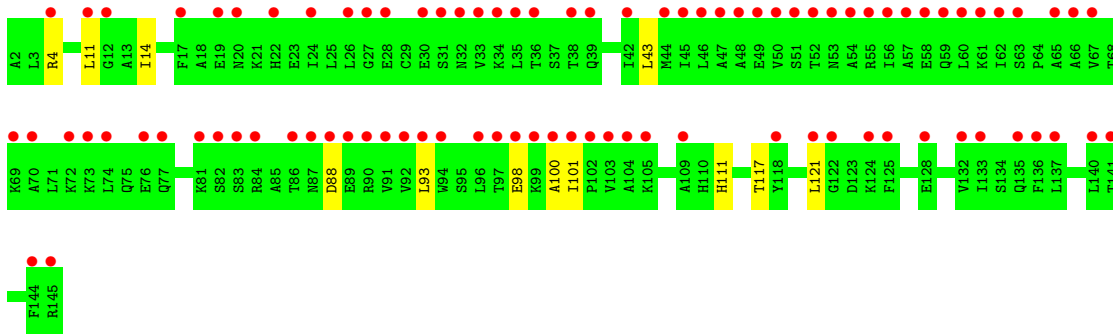 A2 L3 R4 L11 G12 A13 I14 F17 A18 E19 N20 K21 H22 E23 I24 L25 L26 G27 E28 C29 E30 S31 N32 V33 K34 L35 T36 S37 T38 Q39 I42 L43 M44 I45 L46 A47 A48 E49 V50 S51 T52 N53 A54 R55 I56 A57 E58 Q59 L60 K61 I62 S63 P64 A65 A66 V67 T68
K69 A70 L71 K72 K73 L74 Q75 E76 Q77 K81 S82 S83 R84 A85 T86 N87 D88 E89 R90 V91 V92 L93 W94 S95 L96 T97 E98 K99 A100 I101 P102 V103 A104 K105 A109 H110 H111 T117 Y118 L121 G122 D123 K124 F125 E128 V132 I133 S134 Q135 F136 L137 L140 T141
F144 R145